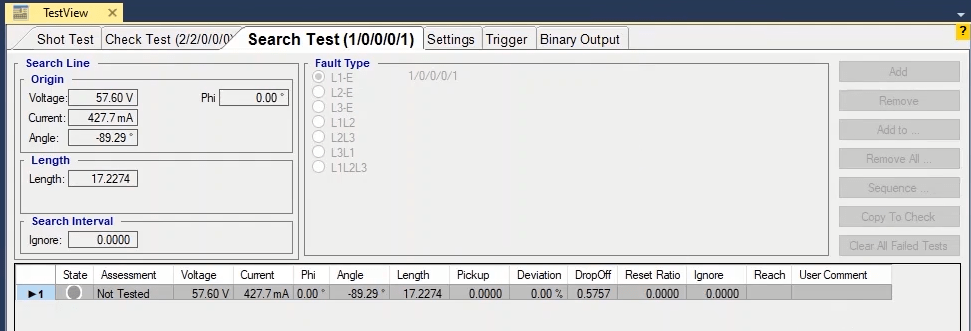 TestView
?
Shot Test Check Test (2/2/0/0/0) Search Test (1/0/0/0/1) Settings Trigger Binary Output
Search Line
Origin
Voltage: 57.60 V Phi 0.00 °
Current: 427.7 mA
Angle: -89.29 °
Length
Length: 17.2274
Search Interval
Ignore: 0.0000
Fault Type
L1-E 1/0/0/0/1
L2-E
L3-E
L1L2
L2L3
L3L1
L1L2L3
Add
Remove
Add to ...
Remove All ...
Sequence ...
Copy To Check
Clear All Failed Tests
State Assessment Voltage Current Phi Angle Length Pickup Deviation DropOff Reset Ratio Ignore Reach User Comment
1 Not Tested 57.60 V 427.7 mA 0.00 ° -89.29 ° 17.2274 0.0000 0.00 % 0.5757 0.0000 0.0000